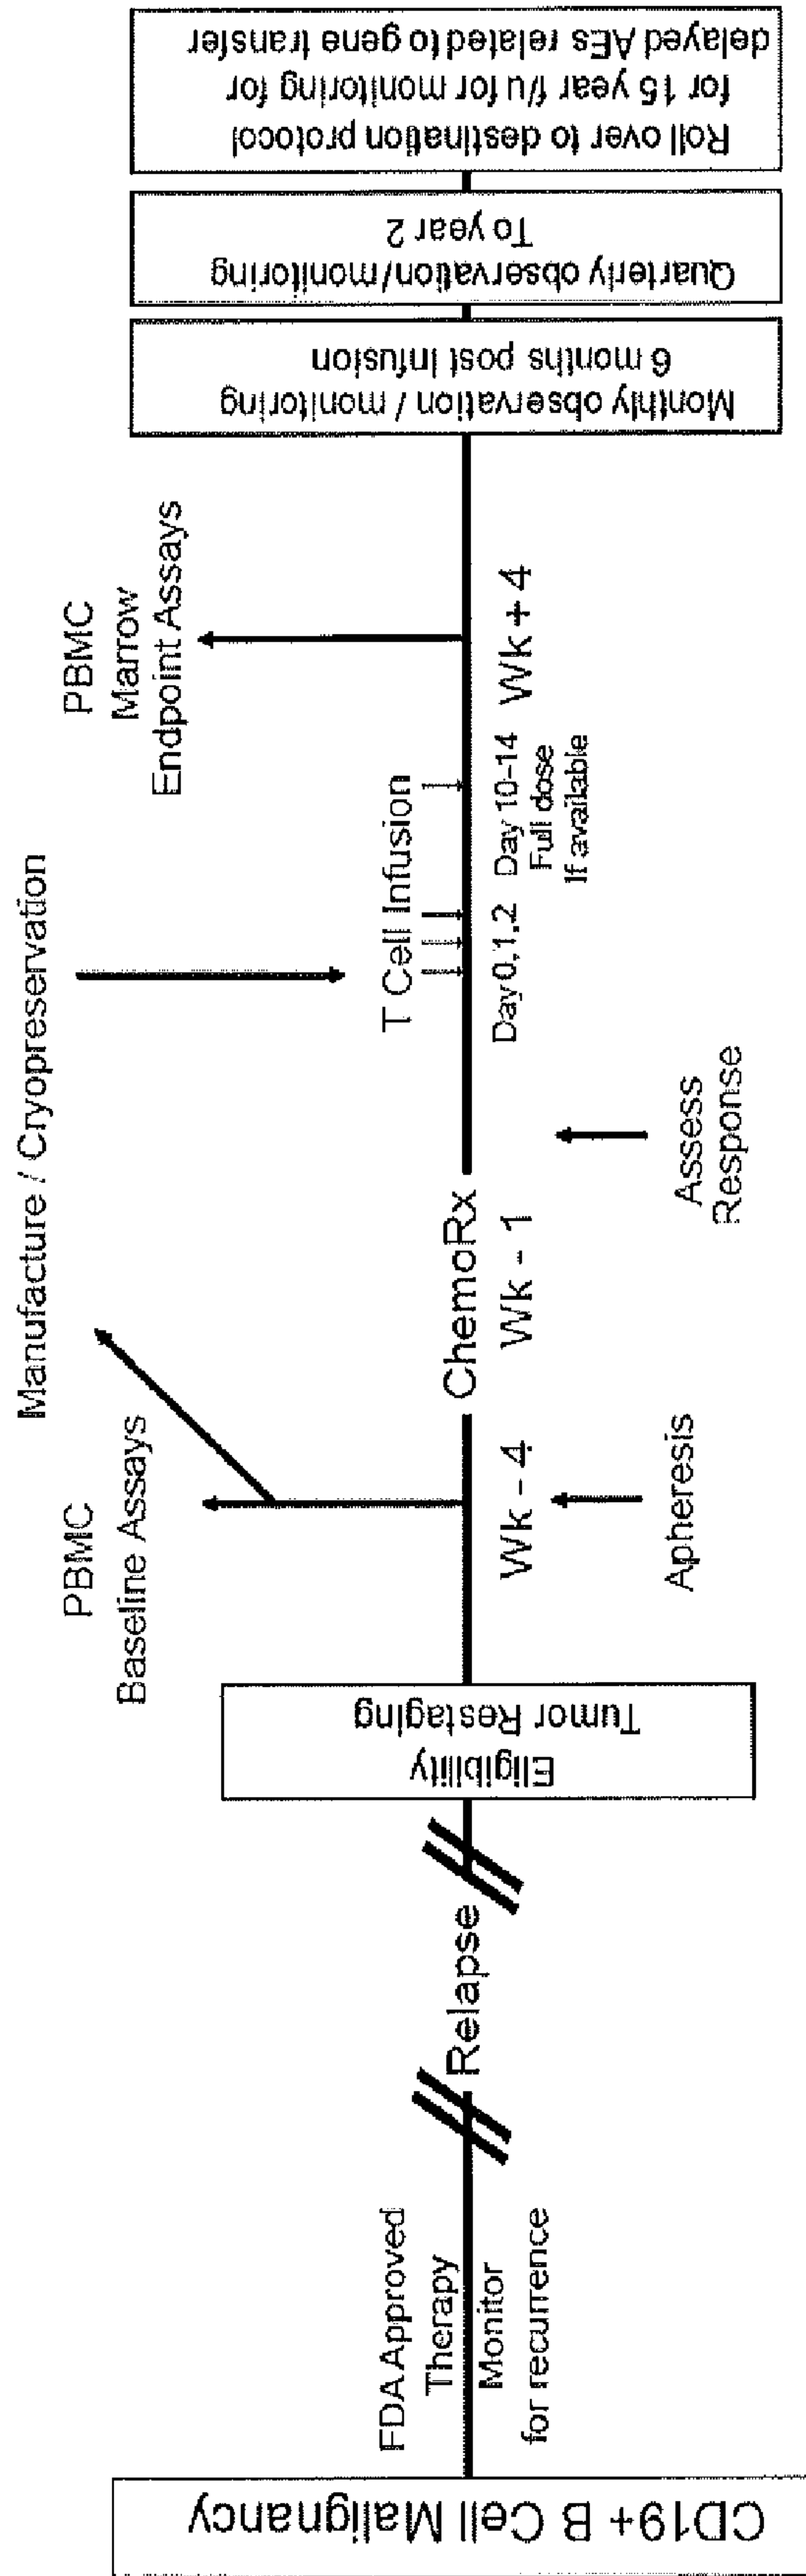 CD19+ B Cell Malignancy
FDA Approved
Therapy
Monitor
for recurrence
Relapse
Eligibility
Tumor Restaging
PBMC
Baseline Assays
Wk - 4
Apheresis
Manufacture / Cryopreservation
ChemoRx
Wk - 1
Assess
Response
T Cell Infusion
Day 0,1,2
Day 10-14
Full dose
If available
PBMC
Marrow
Endpoint Assays
Wk + 4
Monthly observation / monitoring
6 months post Infusion
Quarterly observation/monitoring
To year 2
Roll over to destination protocol
for 15 year f/u for monitoring for
delayed AEs related to gene transfer